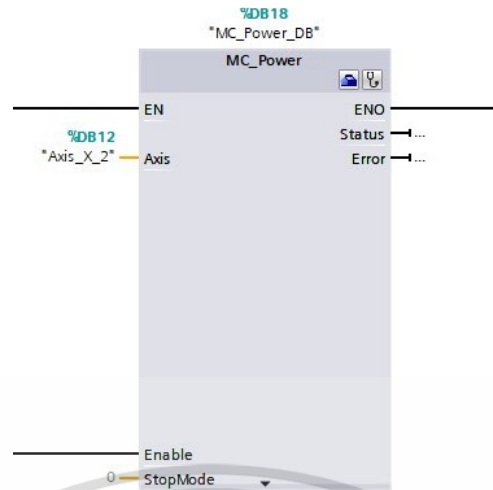 %DB18
"MC_Power_DB"
MC_Power
EN ENO
%DB12 Status ...
"Axis_X_2" Axis Error ...
Enable
0 StopMode